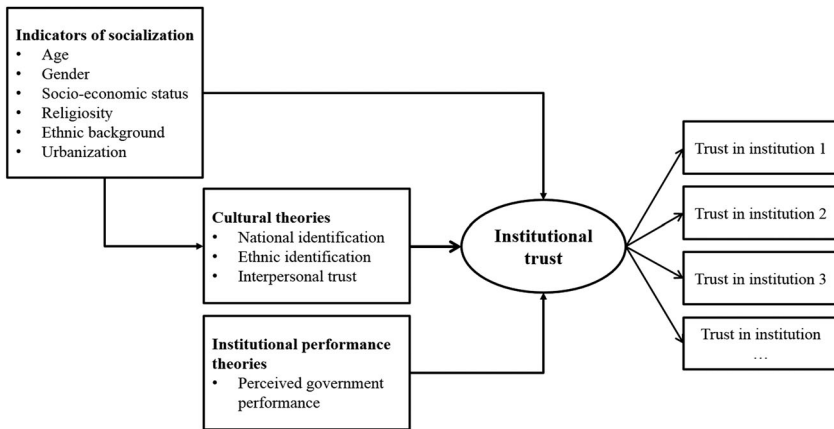 Indicators of socialization
• Age
• Gender
• Socio-economic status
• Religiosity
• Ethnic background
• Urbanization
Cultural theories
• National identification
• Ethnic identification
• Interpersonal trust
Institutional performance
theories
• Perceived government
performance
Institutional
trust
Trust in institution 1
Trust in institution 2
Trust in institution 3
Trust in institution
…